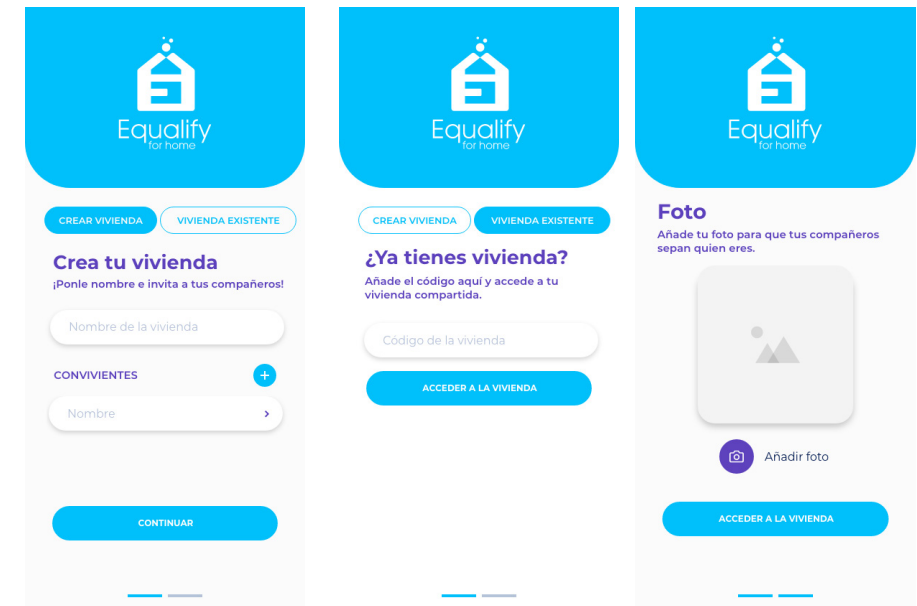 Equalify
for home
CREAR VIVIENDA
VIVIENDA EXISTENTE
Crea tu vivienda
¡Ponle nombre e invita a tus compañeros!
Nombre de la vivienda
CONVIVIENTES
+
Nombre
CONTINUAR
Equalify
for home
CREAR VIVIENDA
VIVIENDA EXISTENTE
¿Ya tienes vivienda?
Añade el código aquí y accede a tu
vivienda compartida.
Código de la vivienda
ACCEDER A LA VIVIENDA
Equalify
for home
Foto
Añade tu foto para que tus compañeros
sepan quien eres.
Añadir foto
ACCEDER A LA VIVIENDA